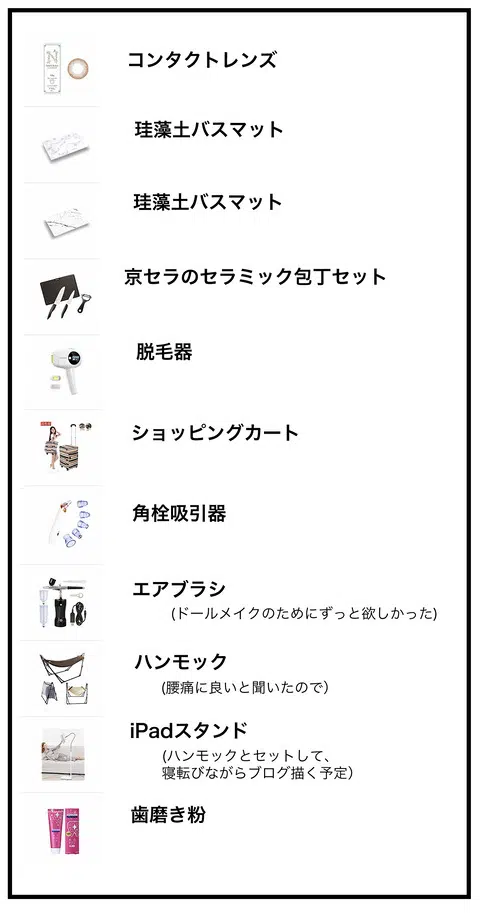 コンタクトレンズ
珪藻土バスマット
珪藻土バスマット
京セラのセラミック包丁セット
脱毛器
ショッピングカート
角栓吸引器
エアブラシ
(ドールメイクのためにずっと欲しかった)
ハンモック
(腰痛に良いと聞いたので)
iPadスタンド
(ハンモックとセットして、
寝転びながらブログ描く予定)
歯磨き粉